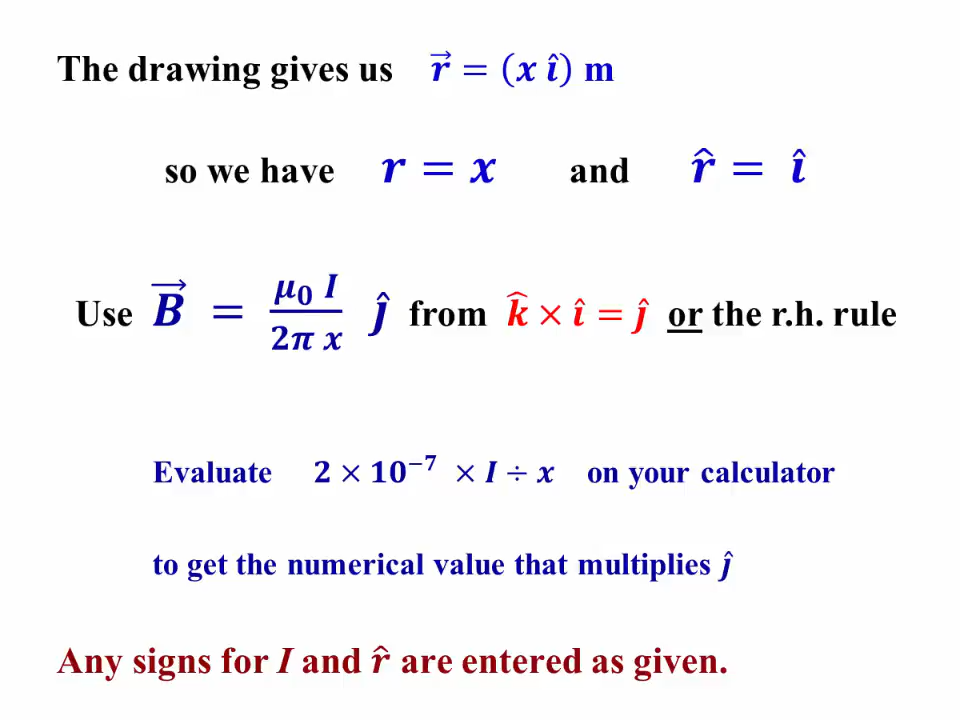 The drawing gives us r⃗ = (x î) m
so we have r = x and r̂ = î
Use B⃗ = μ₀ I / 2π x ĵ from k̂ × î = ĵ or the r.h. rule
Evaluate 2 × 10⁻⁷ × I ÷ x on your calculator
to get the numerical value that multiplies ĵ
Any signs for I and r̂ are entered as given.